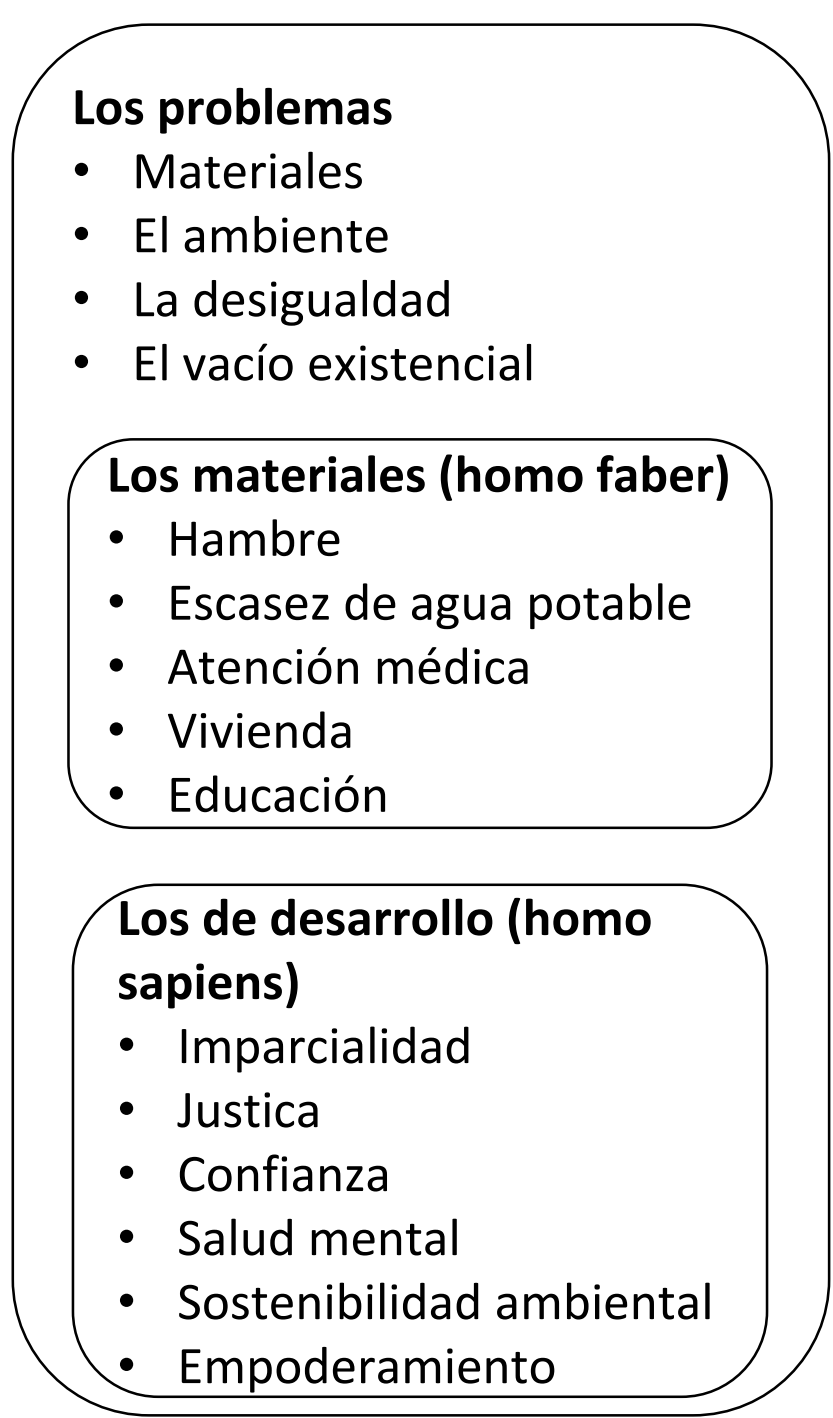 Los problemas
• Materiales
• El ambiente
• La desigualdad
• El vacío existencial
Los materiales (homo faber)
• Hambre
• Escasez de agua potable
• Atención médica
• Vivienda
• Educación
Los de desarrollo (homo
sapiens)
• Imparcialidad
• Justica
• Confianza
• Salud mental
• Sostenibilidad ambiental
• Empoderamiento